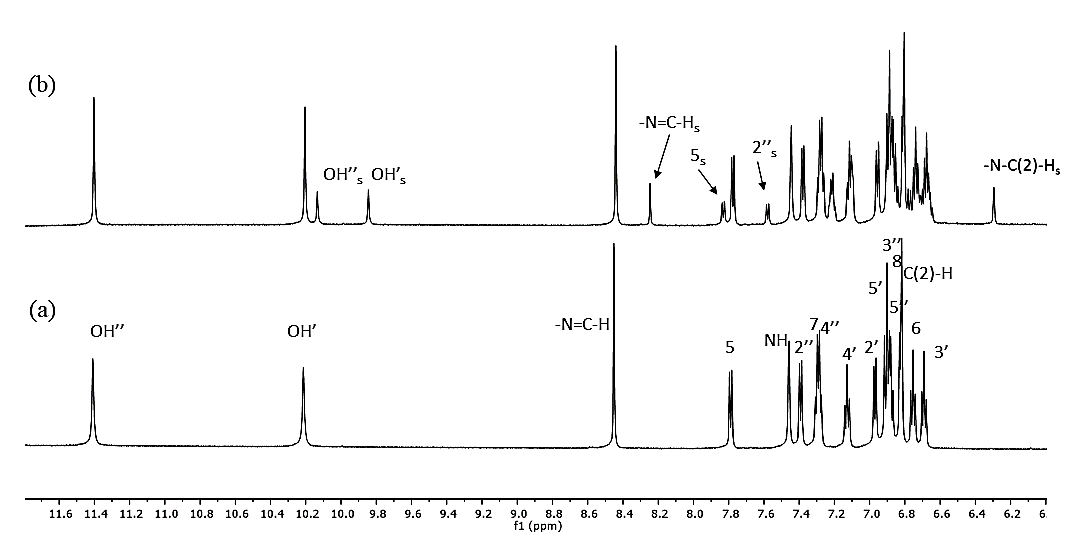 (b)
OH''s OH's
-N=C-Hs
5s
2''s
-N-C(2)-Hs
(a)
OH''
OH'
-N=C-H
5
NH
2''
7
4''
4'
2'
5'
3''
8
5''
C(2)-H
6
3'
11.6 11.4 11.2 11.0 10.8 10.6 10.4 10.2 10.0 9.8 9.6 9.4 9.2 9.0 8.8 8.6 8.4 8.2 8.0 7.8 7.6 7.4 7.2 7.0 6.8 6.6 6.4 6.2 6.
f1 (ppm)